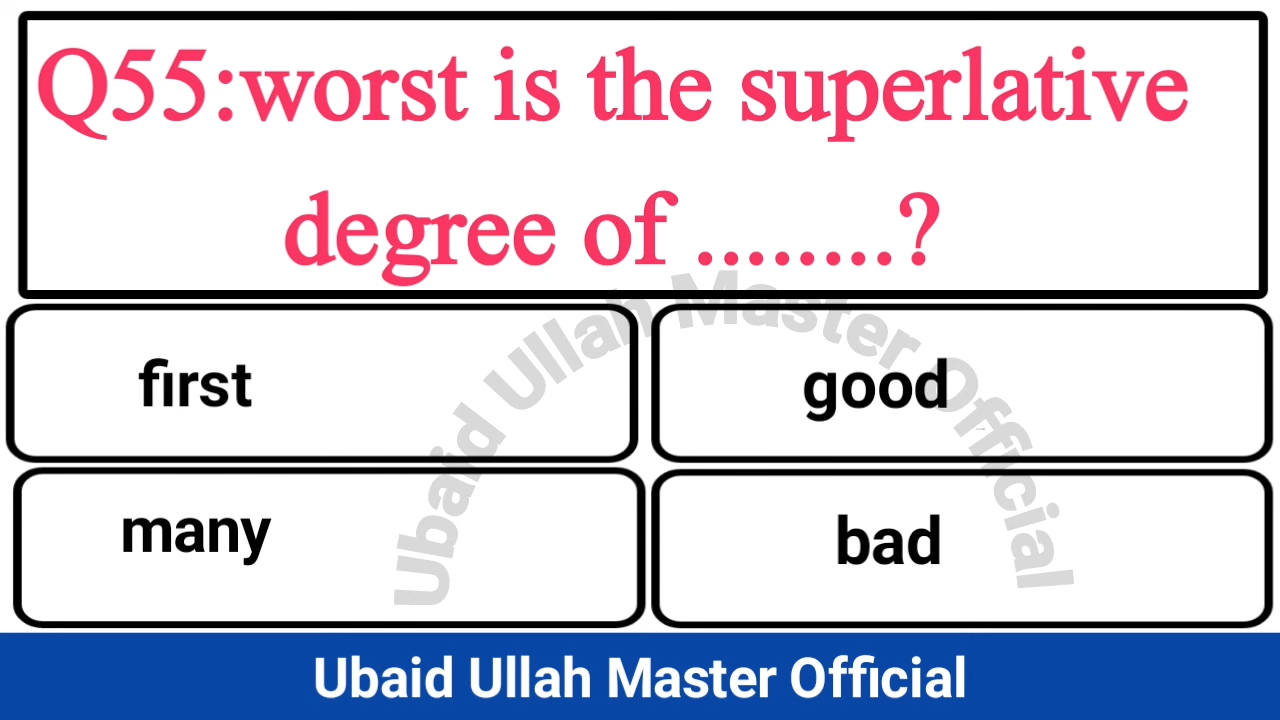 Q55:worst is the superlative
degree of ........?
first
good
many
bad
Ubaid Ullah Master Official
Ubaid Ullah Master Official